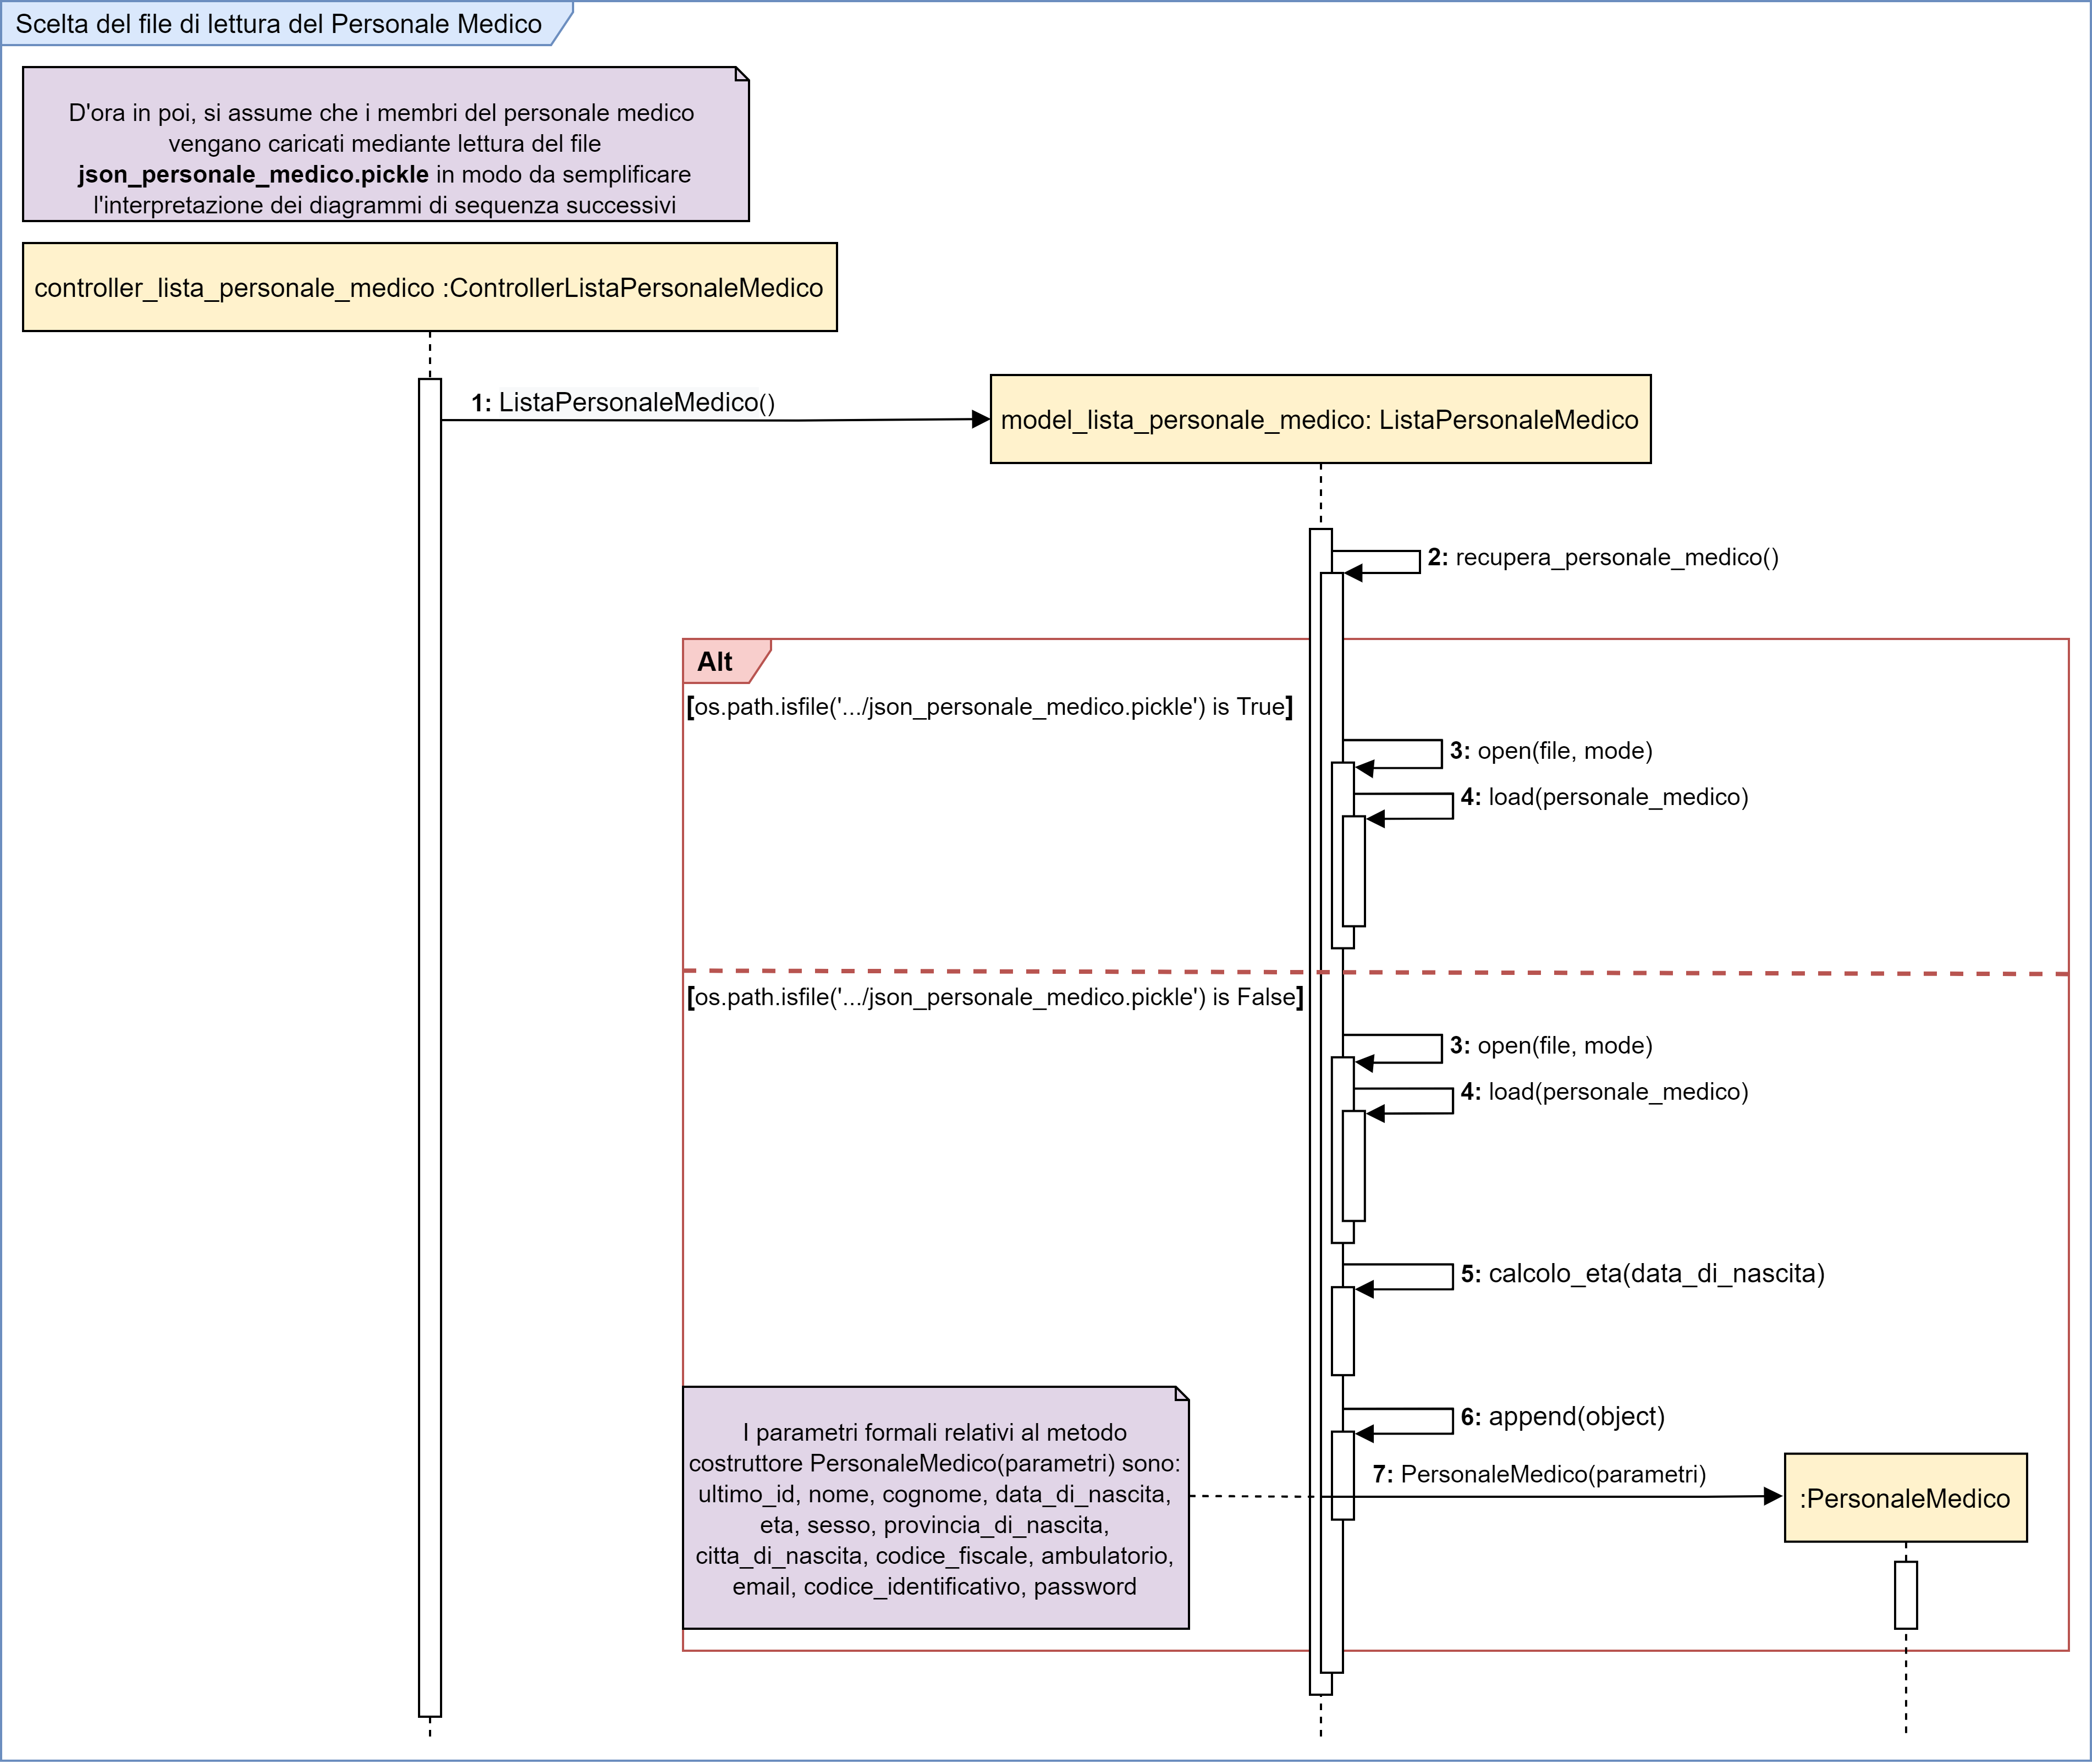 Scelta del file di lettura del Personale Medico
D'ora in poi, si assume che i membri del personale medico
vengano caricati mediante lettura del file
json_personale_medico.pickle in modo da semplificare
l'interpretazione dei diagrammi di sequenza successivi
controller_lista_personale_medico :ControllerListaPersonaleMedico
1: ListaPersonaleMedico()
model_lista_personale_medico: ListaPersonaleMedico
2: recupera_personale_medico()
Alt
[os.path.isfile('.../json_personale_medico.pickle') is True]
3: open(file, mode)
4: load(personale_medico)
[os.path.isfile('.../json_personale_medico.pickle') is False]
3: open(file, mode)
4: load(personale_medico)
5: calcolo_eta(data_di_nascita)
6: append(object)
7: PersonaleMedico(parametri)
:PersonaleMedico
I parametri formali relativi al metodo
costruttore PersonaleMedico(parametri) sono:
ultimo_id, nome, cognome, data_di_nascita,
eta, sesso, provincia_di_nascita,
citta_di_nascita, codice_fiscale, ambulatorio,
email, codice_identificativo, password